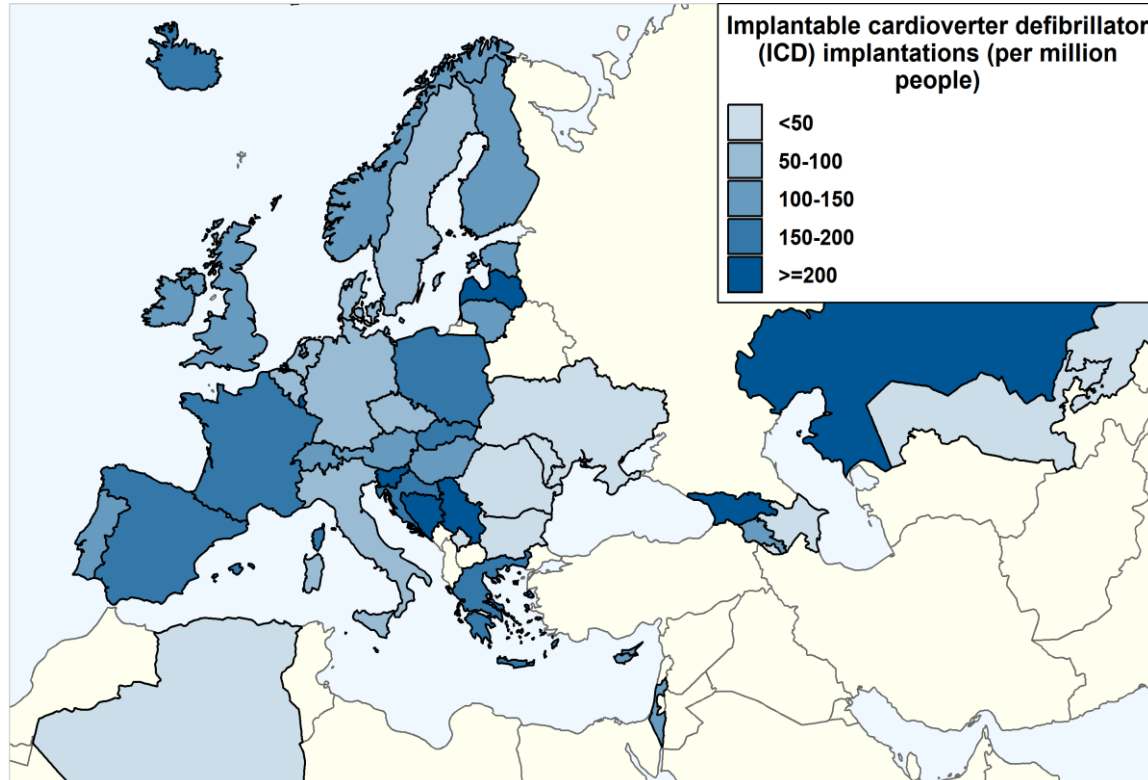 Implantable cardioverter defibrillator
(ICD) implantations (per million
people)
<50
50-100
100-150
150-200
>=200